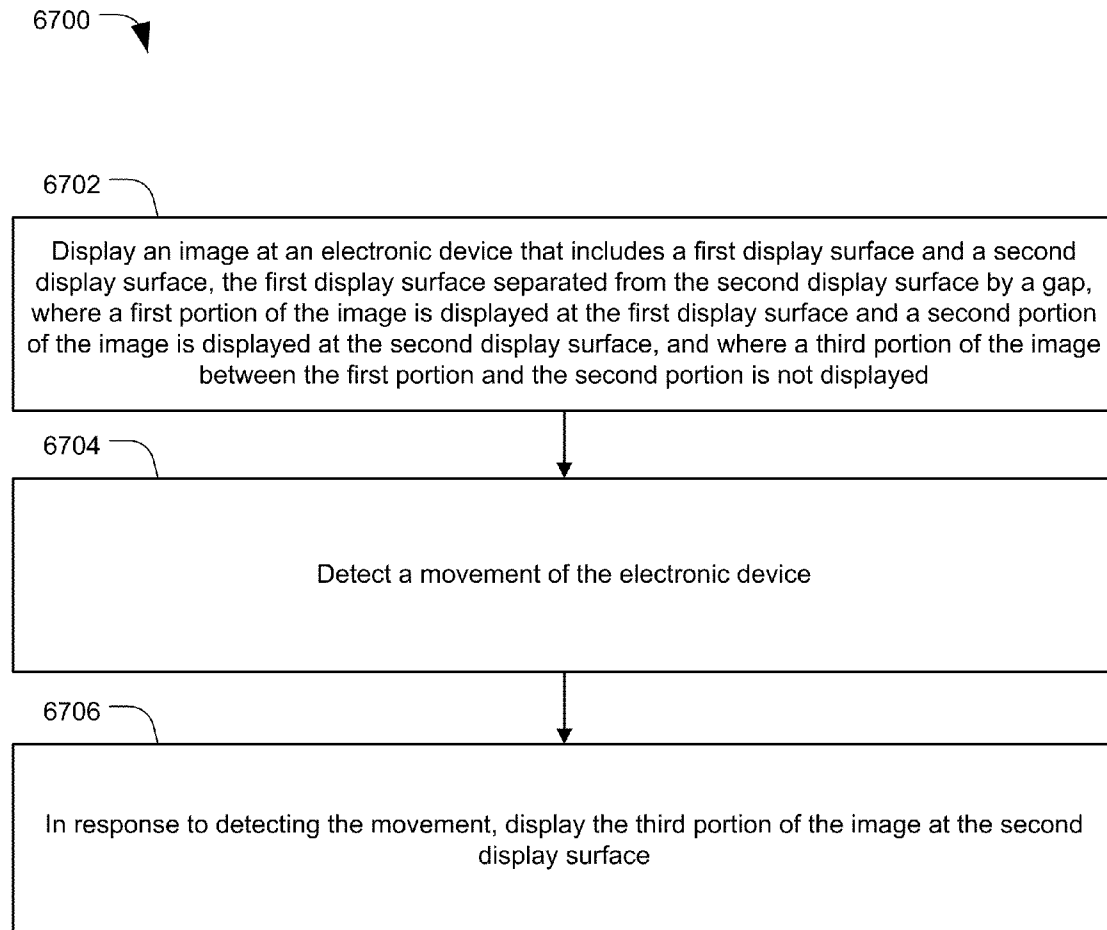 6700
6702
Display an image at an electronic device that includes a first display surface and a second
display surface, the first display surface separated from the second display surface by a gap,
where a first portion of the image is displayed at the first display surface and a second portion
of the image is displayed at the second display surface, and where a third portion of the image
between the first portion and the second portion is not displayed
6704
Detect a movement of the electronic device
6706
In response to detecting the movement, display the third portion of the image at the second
display surface